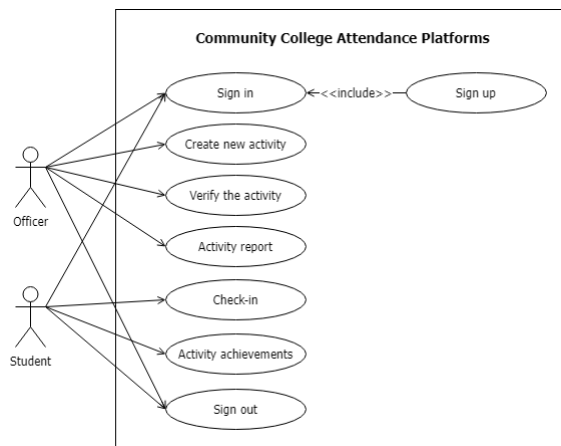 Community College Attendance Platforms
Sign in
<<include>>
Sign up
Create new activity
Verify the activity
Officer
Activity report
Check-in
Student
Activity achievements
Sign out